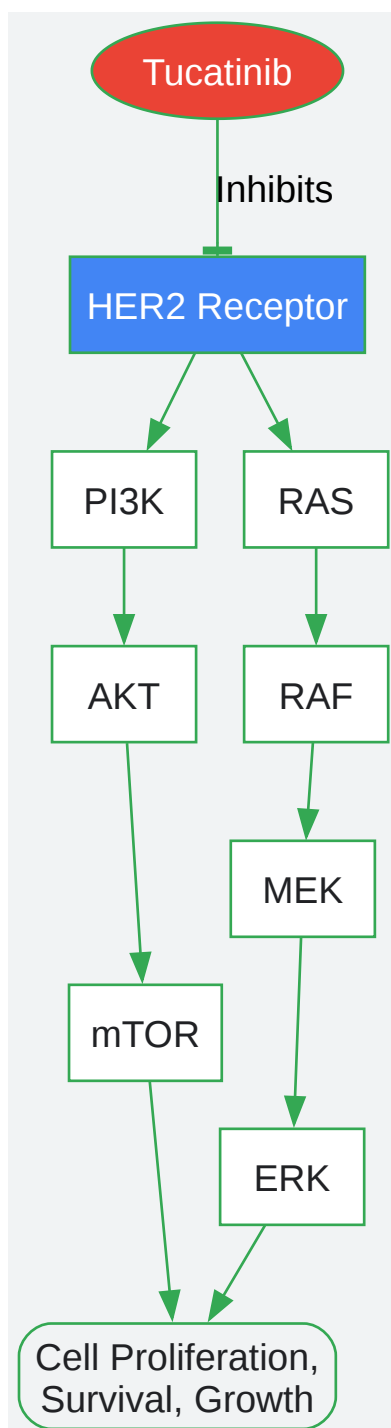 Tucatinib
Inhibits
HER2 Receptor
PI3K
RAS
AKT
RAF
MEK
mTOR
ERK
Cell Proliferation,
Survival, Growth